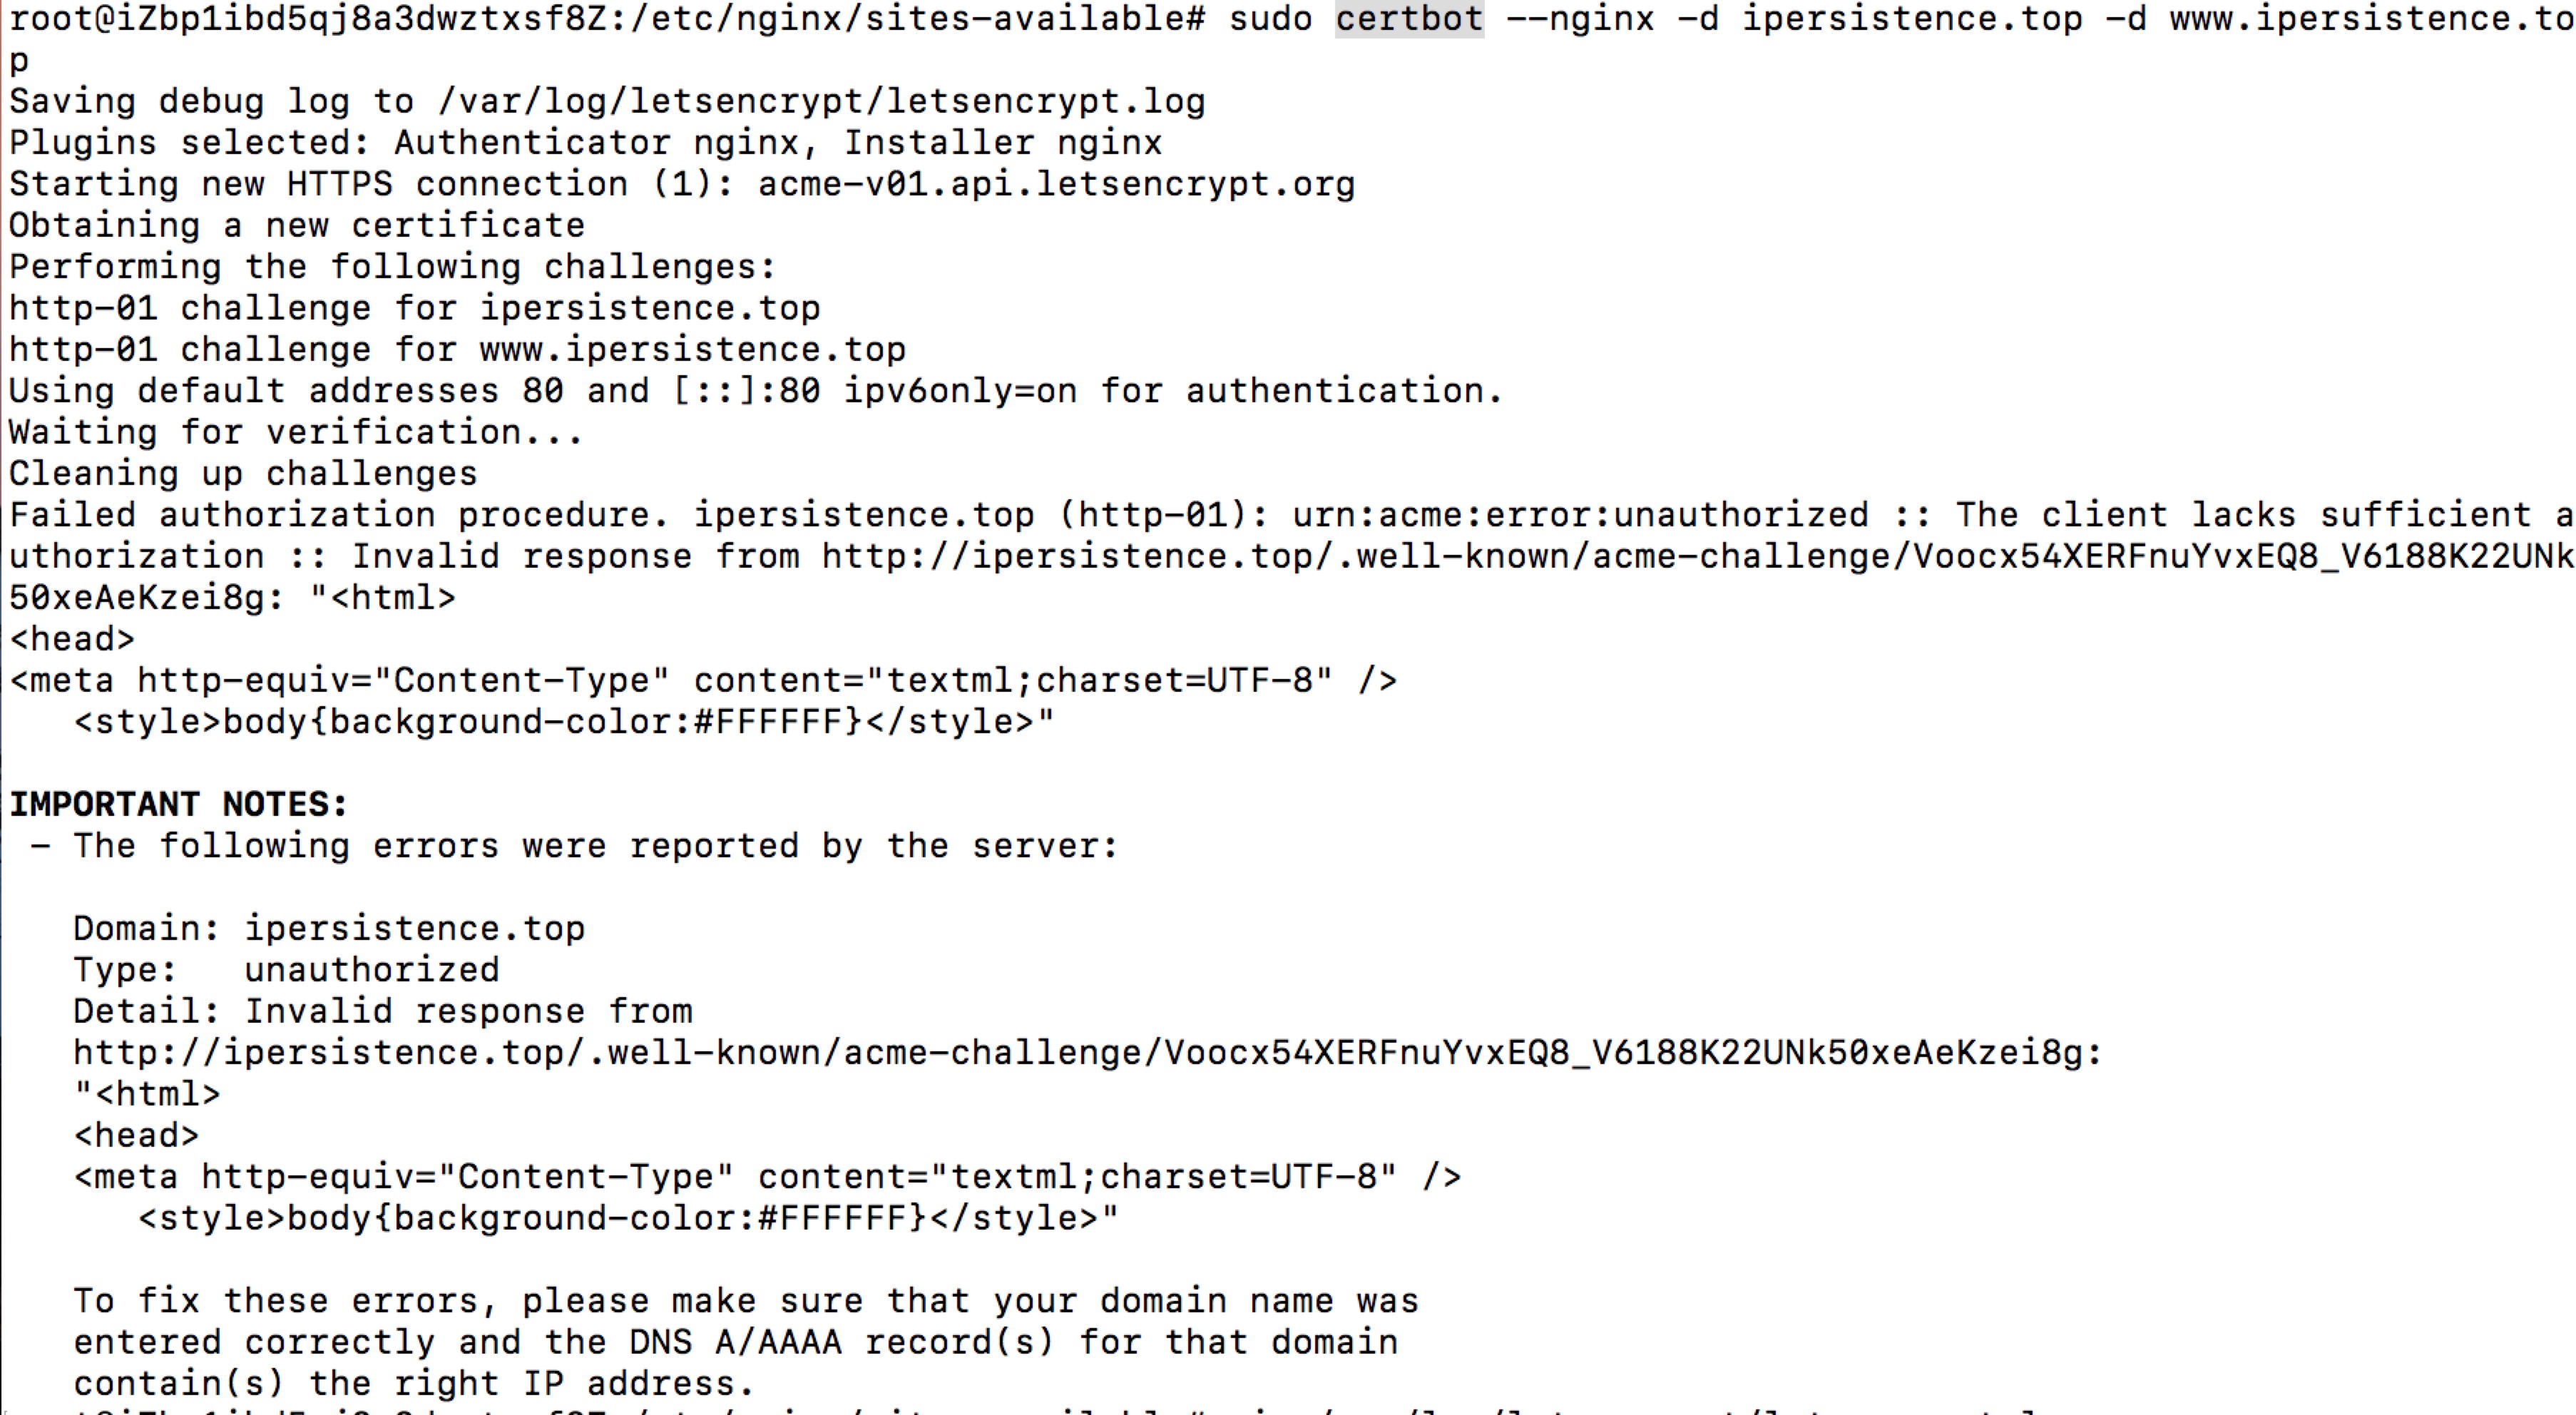 root@iZbp1ibd5qj8a3dwztxsf8Z:/etc/nginx/sites-available# sudo certbot --nginx -d ipersistence.top -d www.ipersistence.to
p
Saving debug log to /var/log/letsencrypt/letsencrypt.log
Plugins selected: Authenticator nginx, Installer nginx
Starting new HTTPS connection (1): acme-v01.api.letsencrypt.org
Obtaining a new certificate
Performing the following challenges:
http-01 challenge for ipersistence.top
http-01 challenge for www.ipersistence.top
Using default addresses 80 and [::]:80 ipv6only=on for authentication.
Waiting for verification...
Cleaning up challenges
Failed authorization procedure. ipersistence.top (http-01): urn:acme:error:unauthorized :: The client lacks sufficient a
uthorization :: Invalid response from http://ipersistence.top/.well-known/acme-challenge/Voocx54XERFnuYvxEQ8_V6188K22UNk
50xeAeKzei8g: "<html>
<head>
<meta http-equiv="Content-Type" content="textml;charset=UTF-8" />
   <style>body{background-color:#FFFFFF}</style>"
IMPORTANT NOTES:
 - The following errors were reported by the server:
   Domain: ipersistence.top
   Type:   unauthorized
   Detail: Invalid response from
   http://ipersistence.top/.well-known/acme-challenge/Voocx54XERFnuYvxEQ8_V6188K22UNk50xeAeKzei8g:
   "<html>
   <head>
   <meta http-equiv="Content-Type" content="textml;charset=UTF-8" />
      <style>body{background-color:#FFFFFF}</style>"
   To fix these errors, please make sure that your domain name was
   entered correctly and the DNS A/AAAA record(s) for that domain
   contain(s) the right IP address.